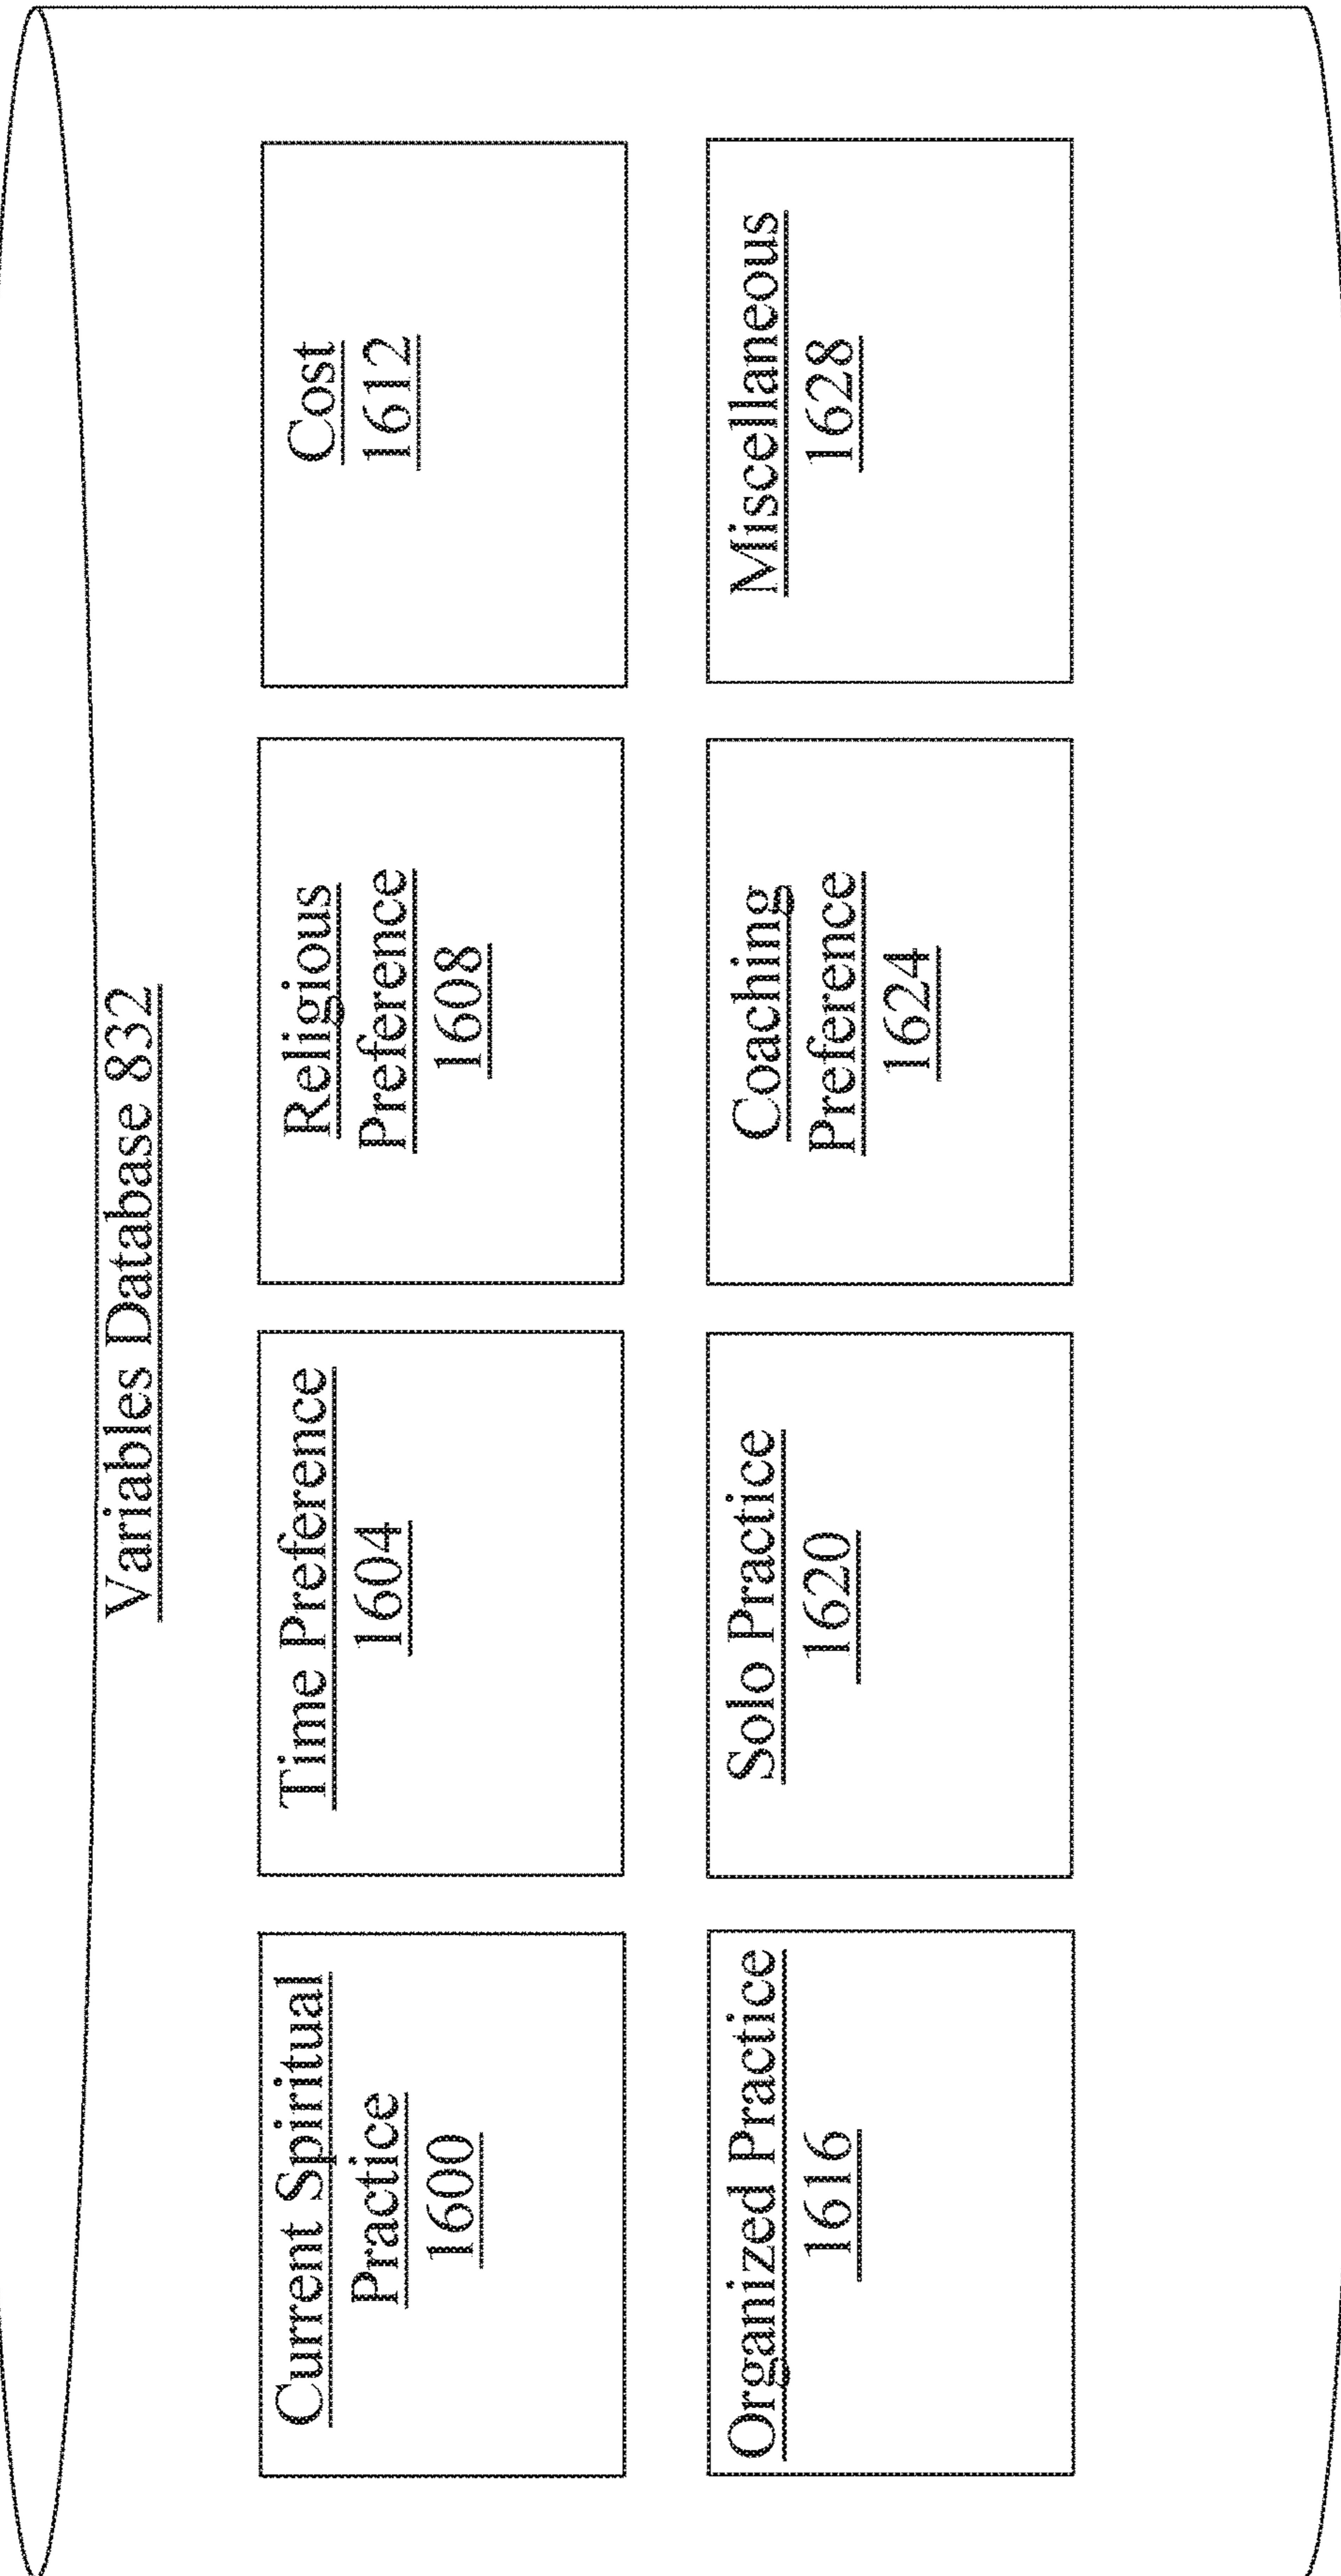 Variables Database 832
Current Spiritual
Practice
1600
Time Preference
1604
Religious
Preference
1608
Cost
1612
Organized Practice
1616
Solo Practice
1620
Coaching
Preference
1624
Miscellaneous
1628